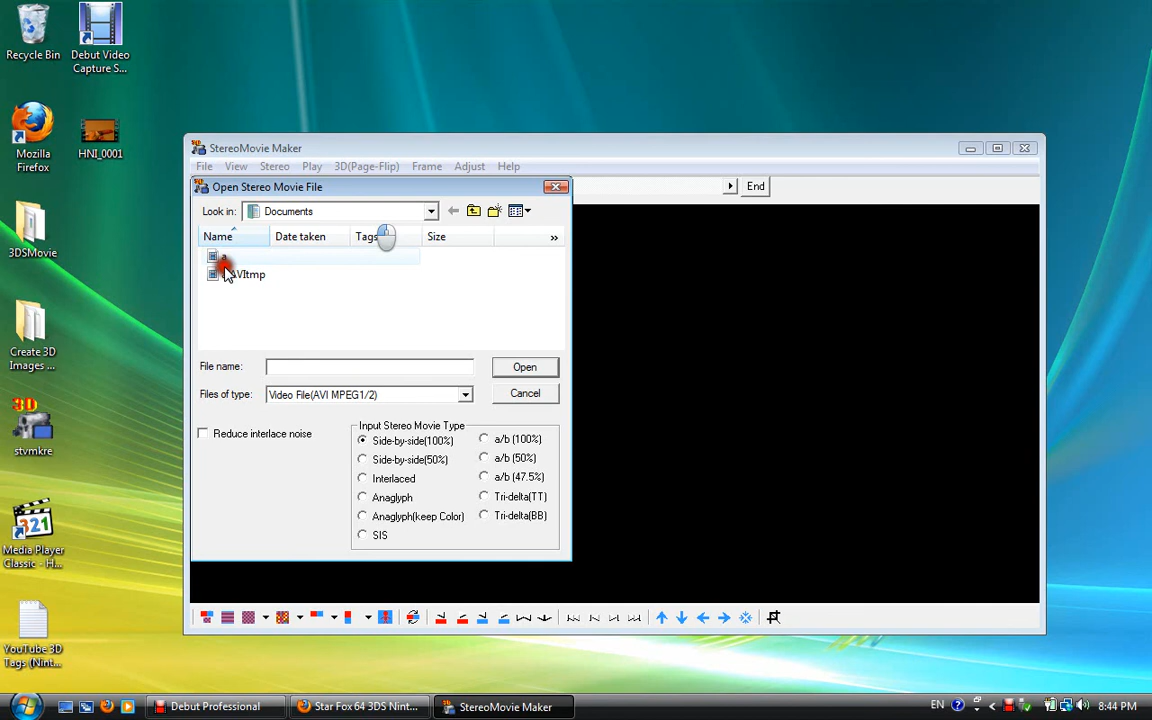 Recycle Bin
Debut Video
Capture S...
Mozilla
Firefox
HNI_0001
3DSMovie
Create 3D
Images ...
3D
stvmkre
321
Media Player
Classic - H...
YouTube 3D
Tags (Nint...
StereoMovie Maker
File View Stereo Play 3D(Page-Flip) Frame Adjust Help
End
Open Stereo Movie File
Look in: Documents
Name Date taken Tags Size »
a
AVItmp
File name: Open
Files of type: Video File(AVI MPEG1/2) Cancel
Reduce interlace noise
Input Stereo Movie Type
Side-by-side(100%) a/b (100%)
Side-by-side(50%) a/b (50%)
Interlaced a/b (47.5%)
Anaglyph Tri-delta(TT)
Anaglyph(keep Color) Tri-delta(BB)
SIS
Debut Professional Star Fox 64 3DS Nint... StereoMovie Maker EN 8:44 PM